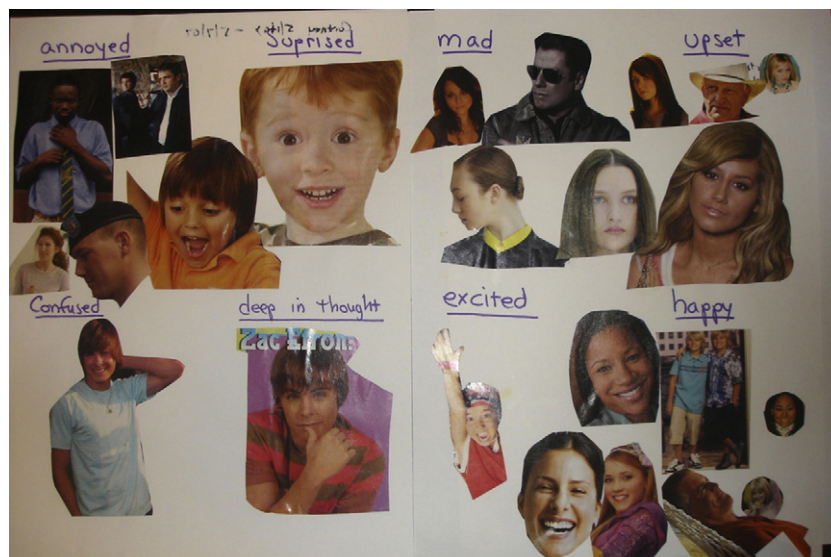 annoyed
Suprised
mad
upset
Confused
deep in thought
excited
happy
Zac Efron: